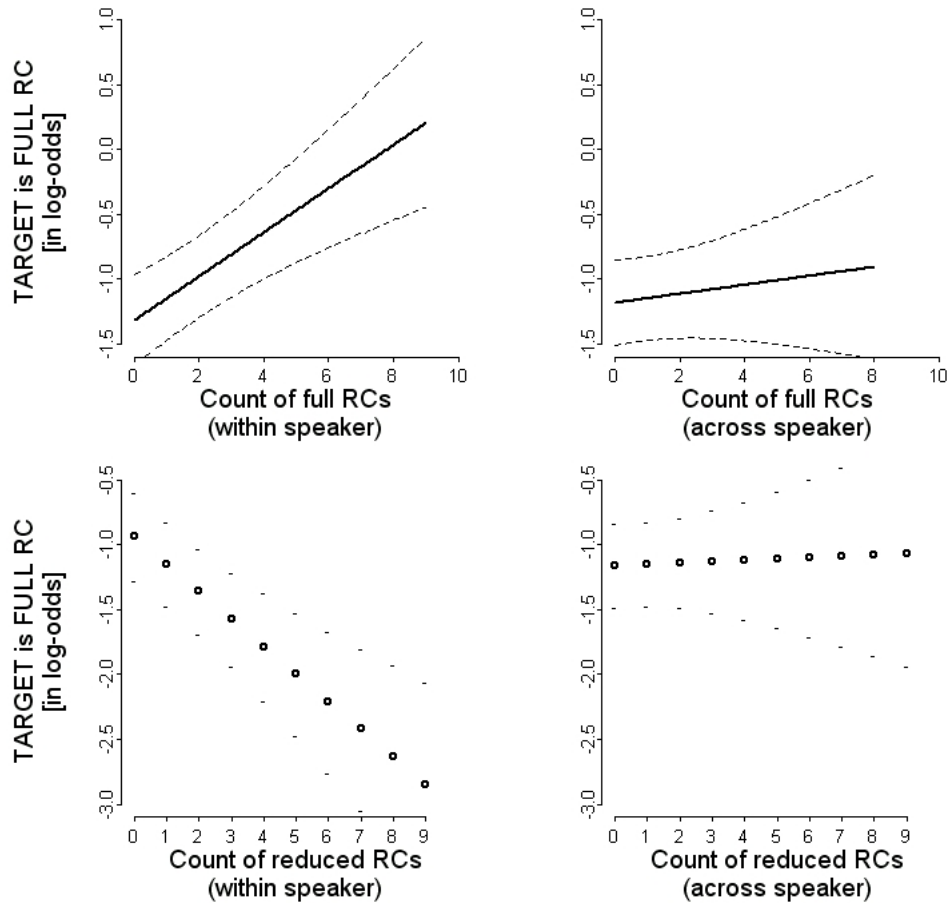 TARGET is FULL RC
[in log-odds]
1.0
0.5
0.0
-0.5
-1.0
-1.5
0 2 4 6 8 10
Count of full RCs
(within speaker)
1.0
0.5
0.0
-0.5
-1.0
-1.5
0 2 4 6 8 10
Count of full RCs
(across speaker)
TARGET is FULL RC
[in log-odds]
-0.5
-1.0
-1.5
-2.0
-2.5
-3.0
0 1 2 3 4 5 6 7 8 9
Count of reduced RCs
(within speaker)
-0.5
-1.0
-1.5
-2.0
-2.5
-3.0
0 1 2 3 4 5 6 7 8 9
Count of reduced RCs
(across speaker)